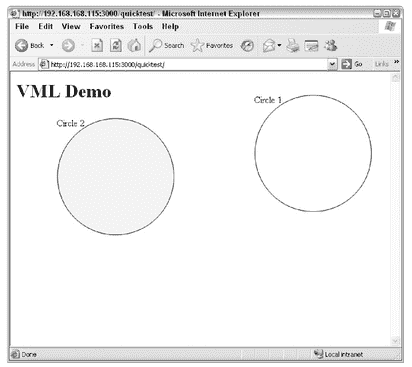 http://192.168.168.115:3000/quicktest/ - Microsoft Internet Explorer
File Edit View Favorites Tools Help
Back Search Favorites
Address http://192.168.168.115:3000/quicktest/ Go Links »
VML Demo
Circle 1
Circle 2
Done Local intranet